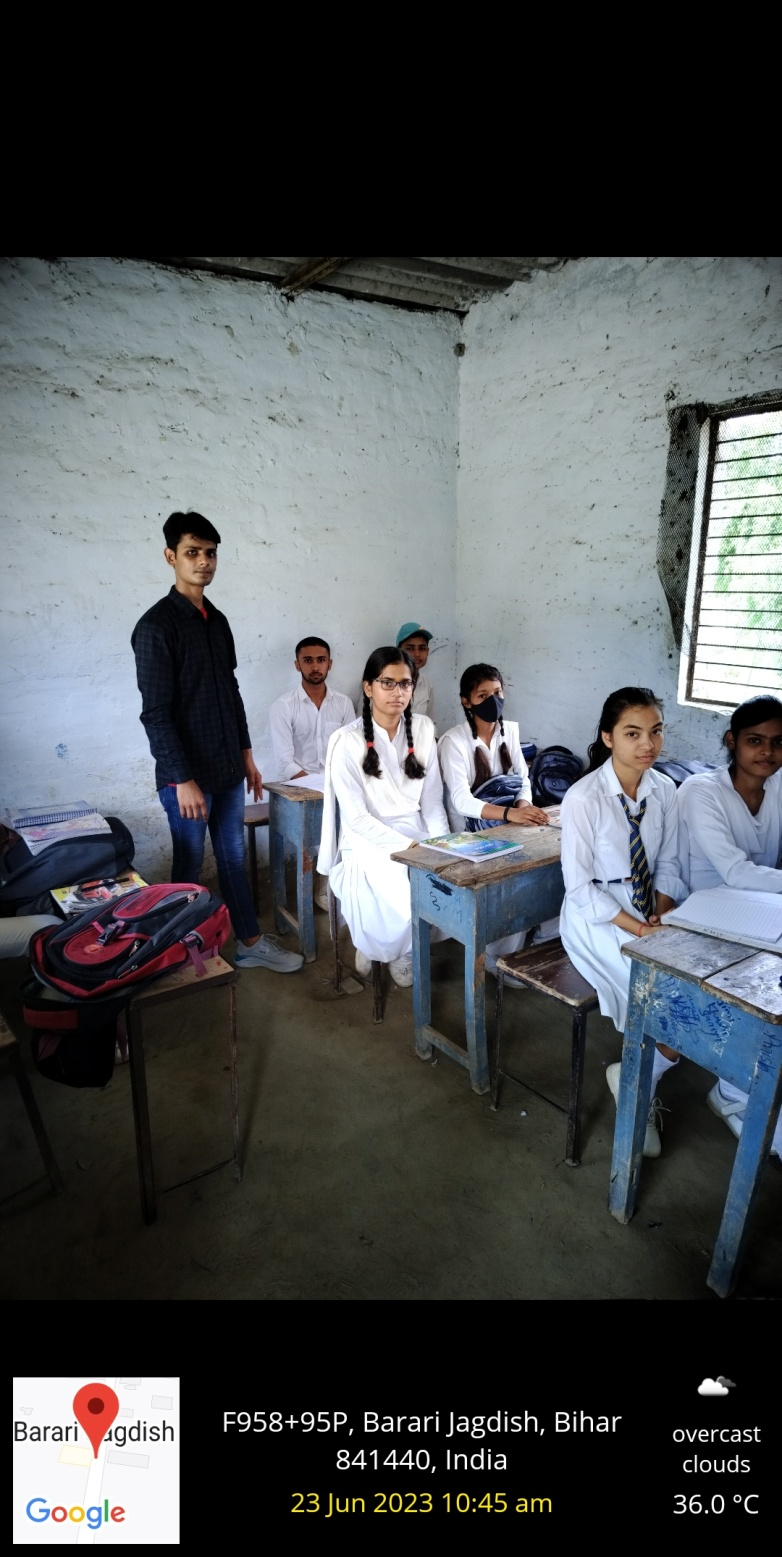 Barari Jagdish
Google
F958+95P, Barari Jagdish, Bihar
841440, India
23 Jun 2023 10:45 am
overcast
clouds
36.0 °C